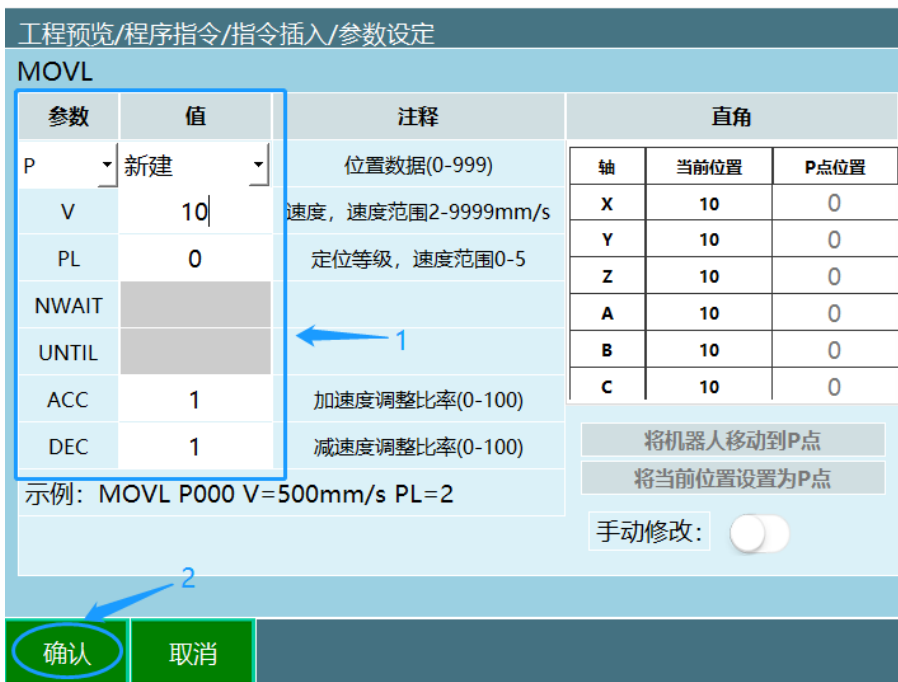 工程预览/程序指令/指令插入/参数设定
MOVL
参数 值 注释 直角
P 新建 位置数据(0-999)
轴 当前位置 P点位置
V 10 速度，速度范围2-9999mm/s
X 10 0
Y 10 0
PL 0 定位等级，速度范围0-5
Z 10 0
NWAIT
A 10 0
1
UNTIL
B 10 0
C 10 0
ACC 1 加速度调整比率(0-100)
DEC 1 减速度调整比率(0-100)
将机器人移动到P点
将当前位置设置为P点
示例：MOVL P000 V=500mm/s PL=2
手动修改：
2
确认 取消